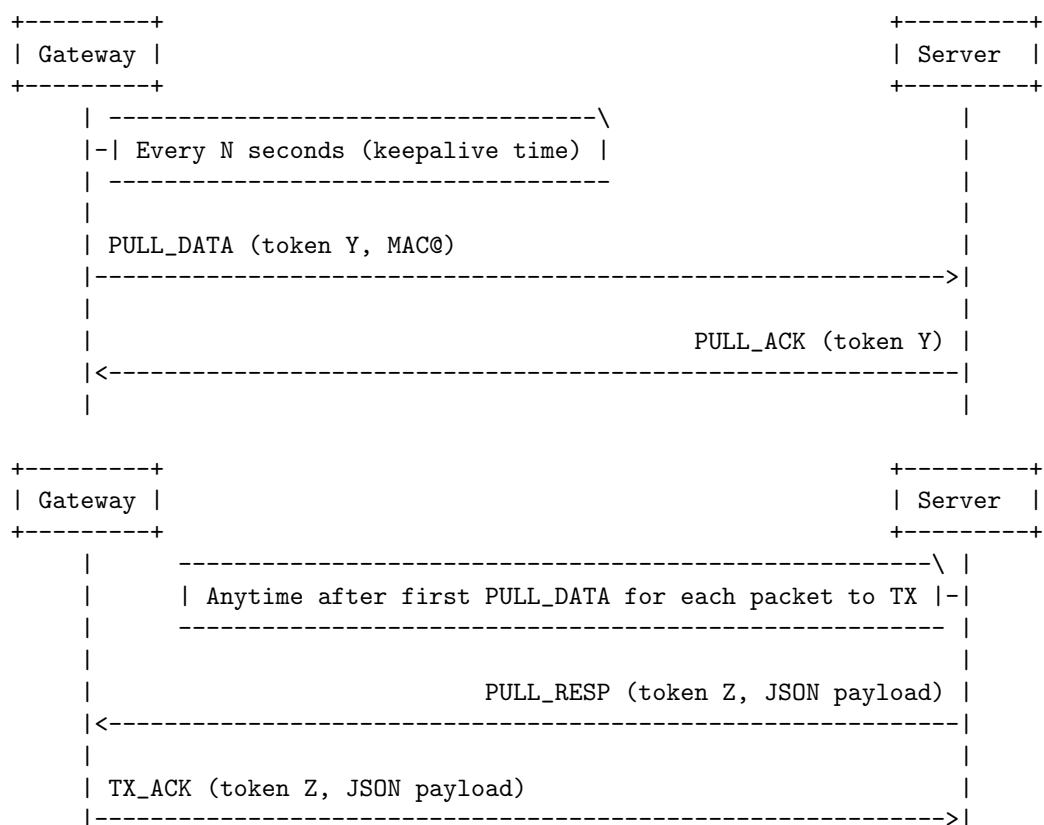 +---------+                                                    +---------+
| Gateway |                                                    | Server  |
+---------+                                                    +---------+
     | -----------------------------------\                         |
     |-| Every N seconds (keepalive time) |                         |
     | ------------------------------------                         |
     |                                                              |
     | PULL_DATA (token Y, MAC@)                                    |
     |------------------------------------------------------------->|
     |                                                              |
     |                                           PULL_ACK (token Y) |
     |<-------------------------------------------------------------|
     |                                                              |

+---------+                                                    +---------+
| Gateway |                                                    | Server  |
+---------+                                                    +---------+
     |      ------------------------------------------------------\ |
     |      | Anytime after first PULL_DATA for each packet to TX |-|
     |      ------------------------------------------------------- |
     |                                                              |
     |                            PULL_RESP (token Z, JSON payload) |
     |<-------------------------------------------------------------|
     |                                                              |
     | TX_ACK (token Z, JSON payload)                               |
     |------------------------------------------------------------->|